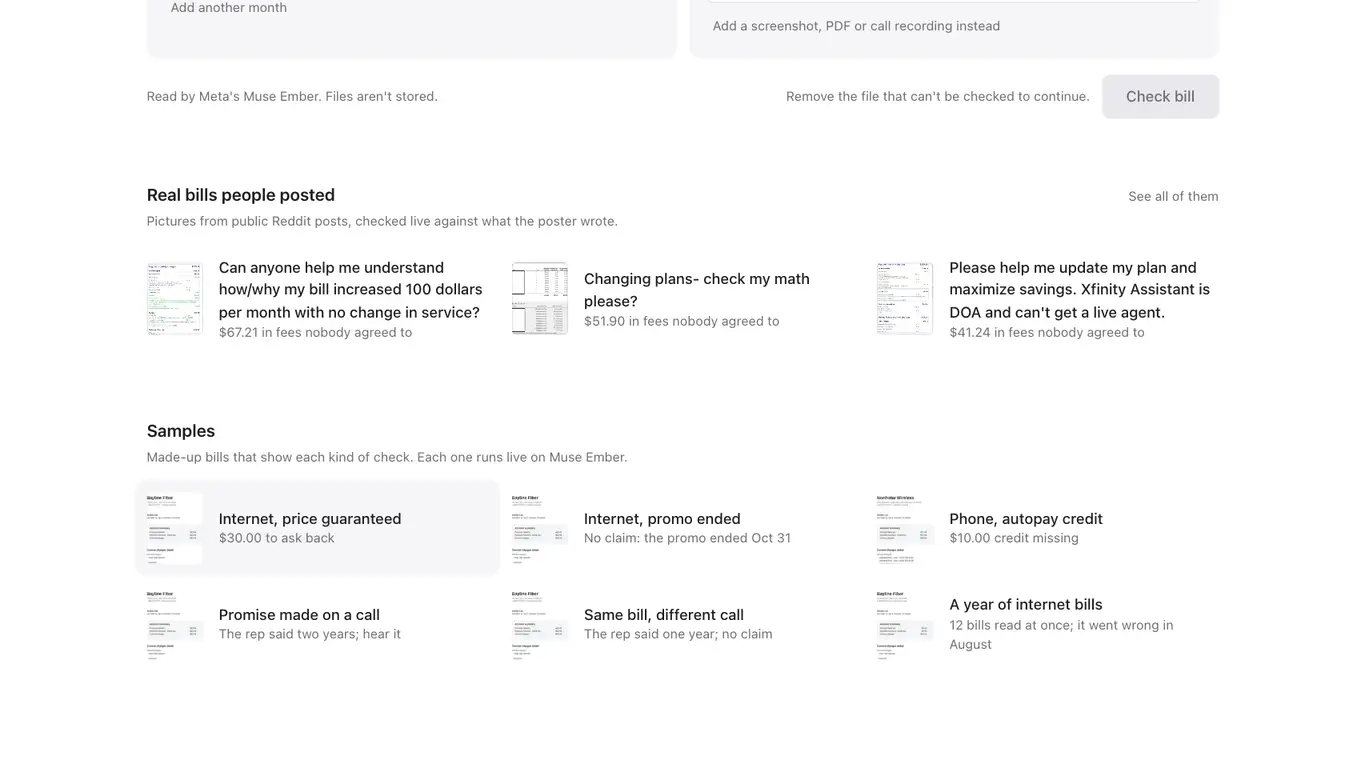 Add another month
Add a screenshot, PDF or call recording instead
Read by Meta's Muse Ember. Files aren't stored.
Remove the file that can't be checked to continue.
Check bill
Real bills people posted
See all of them
Pictures from public Reddit posts, checked live against what the poster wrote.
Can anyone help me understand
how/why my bill increased 100 dollars
per month with no change in service?
$67.21 in fees nobody agreed to
Changing plans- check my math
please?
$51.90 in fees nobody agreed to
Please help me update my plan and
maximize savings. Xfinity Assistant is
DOA and can't get a live agent.
$41.24 in fees nobody agreed to
Samples
Made-up bills that show each kind of check. Each one runs live on Muse Ember.
Baytree Fiber
Internet, price guaranteed
$30.00 to ask back
Baytree Fiber
Internet, promo ended
No claim: the promo ended Oct 31
Phone, autopay credit
$10.00 credit missing
Baytree Fiber
Promise made on a call
The rep said two years; hear it
Baytree Fiber
Same bill, different call
The rep said one year; no claim
Baytree Fiber
A year of internet bills
12 bills read at once; it went wrong in
August